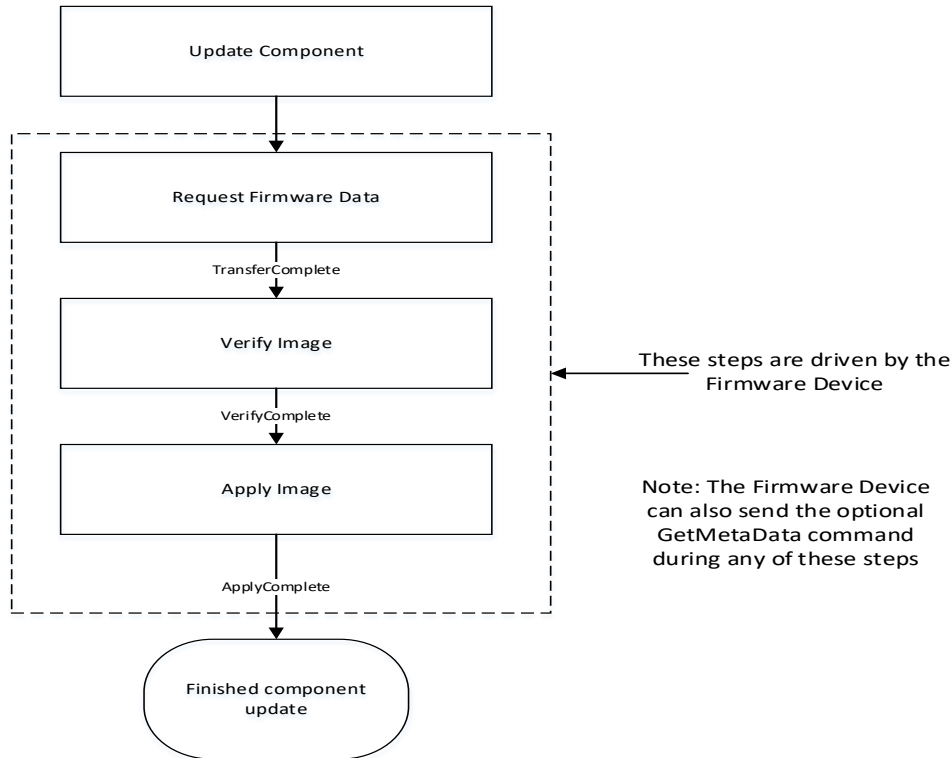 Update Component
Request Firmware Data
TransferComplete
Verify Image
VerifyComplete
Apply Image
ApplyComplete
Finished component
update
These steps are driven by the
Firmware Device
Note: The Firmware Device
can also send the optional
GetMetaData command
during any of these steps